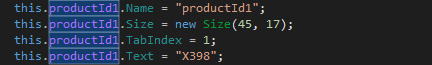 this.productId1.Name = "productId1";
this.productId1.Size = new Size(45, 17);
this.productId1.TabIndex = 1;
this.productId1.Text = "X398";